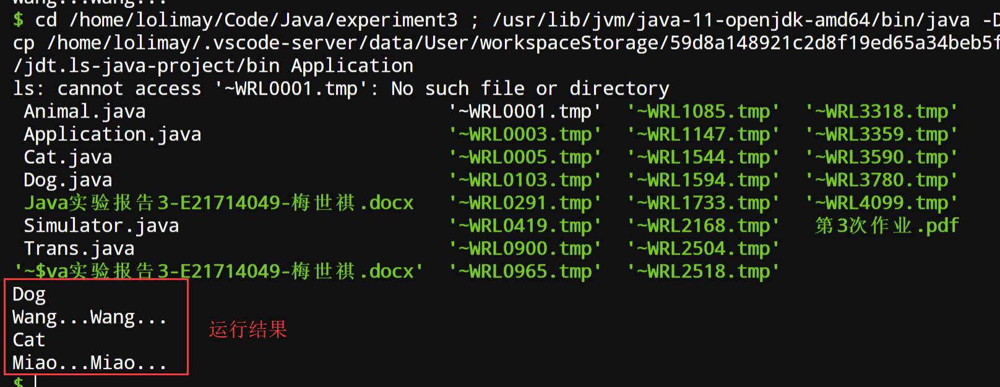 Wang...Wang...
$ cd /home/lolimay/Code/Java/experiment3 ; /usr/lib/jvm/java-11-openjdk-amd64/bin/java -D
cp /home/lolimay/.vscode-server/data/User/workspaceStorage/59d8a148921c2d8f19ed65a34beb5f
/jdt.ls-java-project/bin Application
ls: cannot access '~WRL0001.tmp': No such file or directory
Animal.java '~WRL0001.tmp' '~WRL1085.tmp' '~WRL3318.tmp'
Application.java '~WRL0003.tmp' '~WRL1147.tmp' '~WRL3359.tmp'
Cat.java '~WRL0005.tmp' '~WRL1544.tmp' '~WRL3590.tmp'
Dog.java '~WRL0103.tmp' '~WRL1594.tmp' '~WRL3780.tmp'
Java实验报告3-E21714049-梅世祺.docx '~WRL0291.tmp' '~WRL1733.tmp' '~WRL4099.tmp'
Simulator.java '~WRL0419.tmp' '~WRL2168.tmp' 第3次作业.pdf
Trans.java '~WRL0900.tmp' '~WRL2504.tmp'
'~$va实验报告3-E21714049-梅世祺.docx' '~WRL0965.tmp' '~WRL2518.tmp'
Dog
Wang...Wang...
运行结果
Cat
Miao...Miao...
$